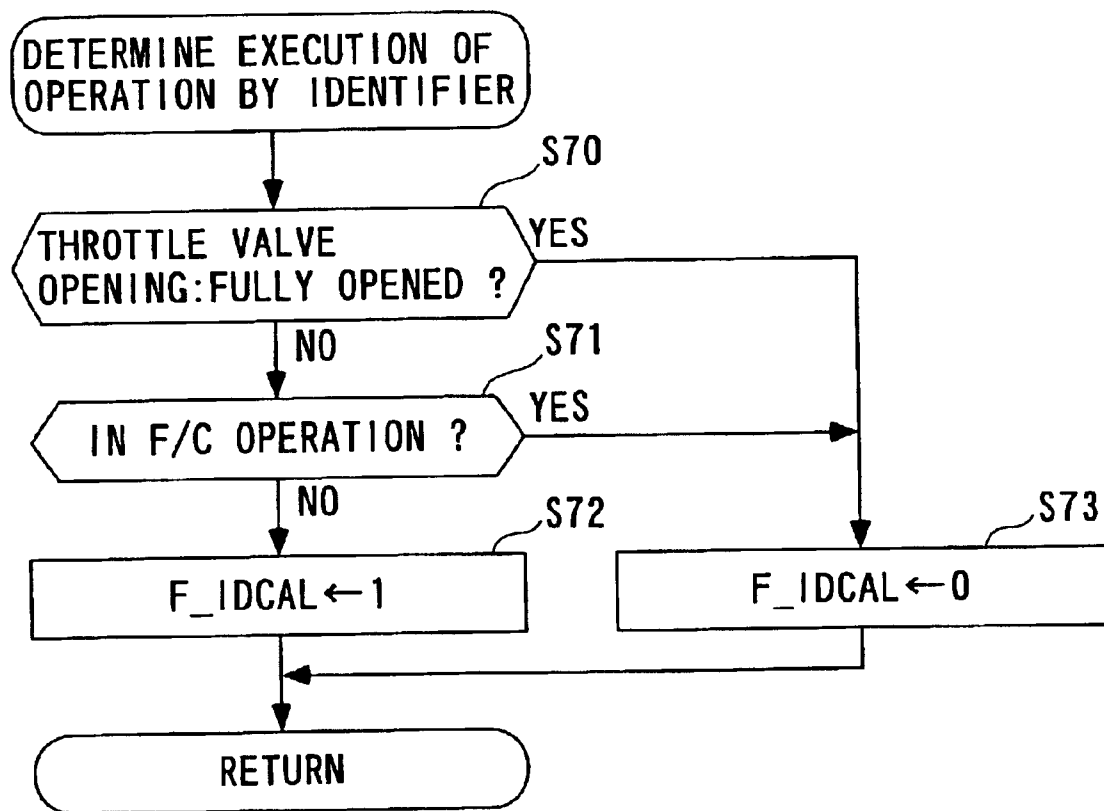 DETERMINE EXECUTION OF
OPERATION BY IDENTIFIER
S70
THROTTLE VALVE
OPENING:FULLY OPENED ?
YES
NO
S71
IN F/C OPERATION ?
YES
NO
S72
F_IDCAL←1
S73
F_IDCAL←0
RETURN